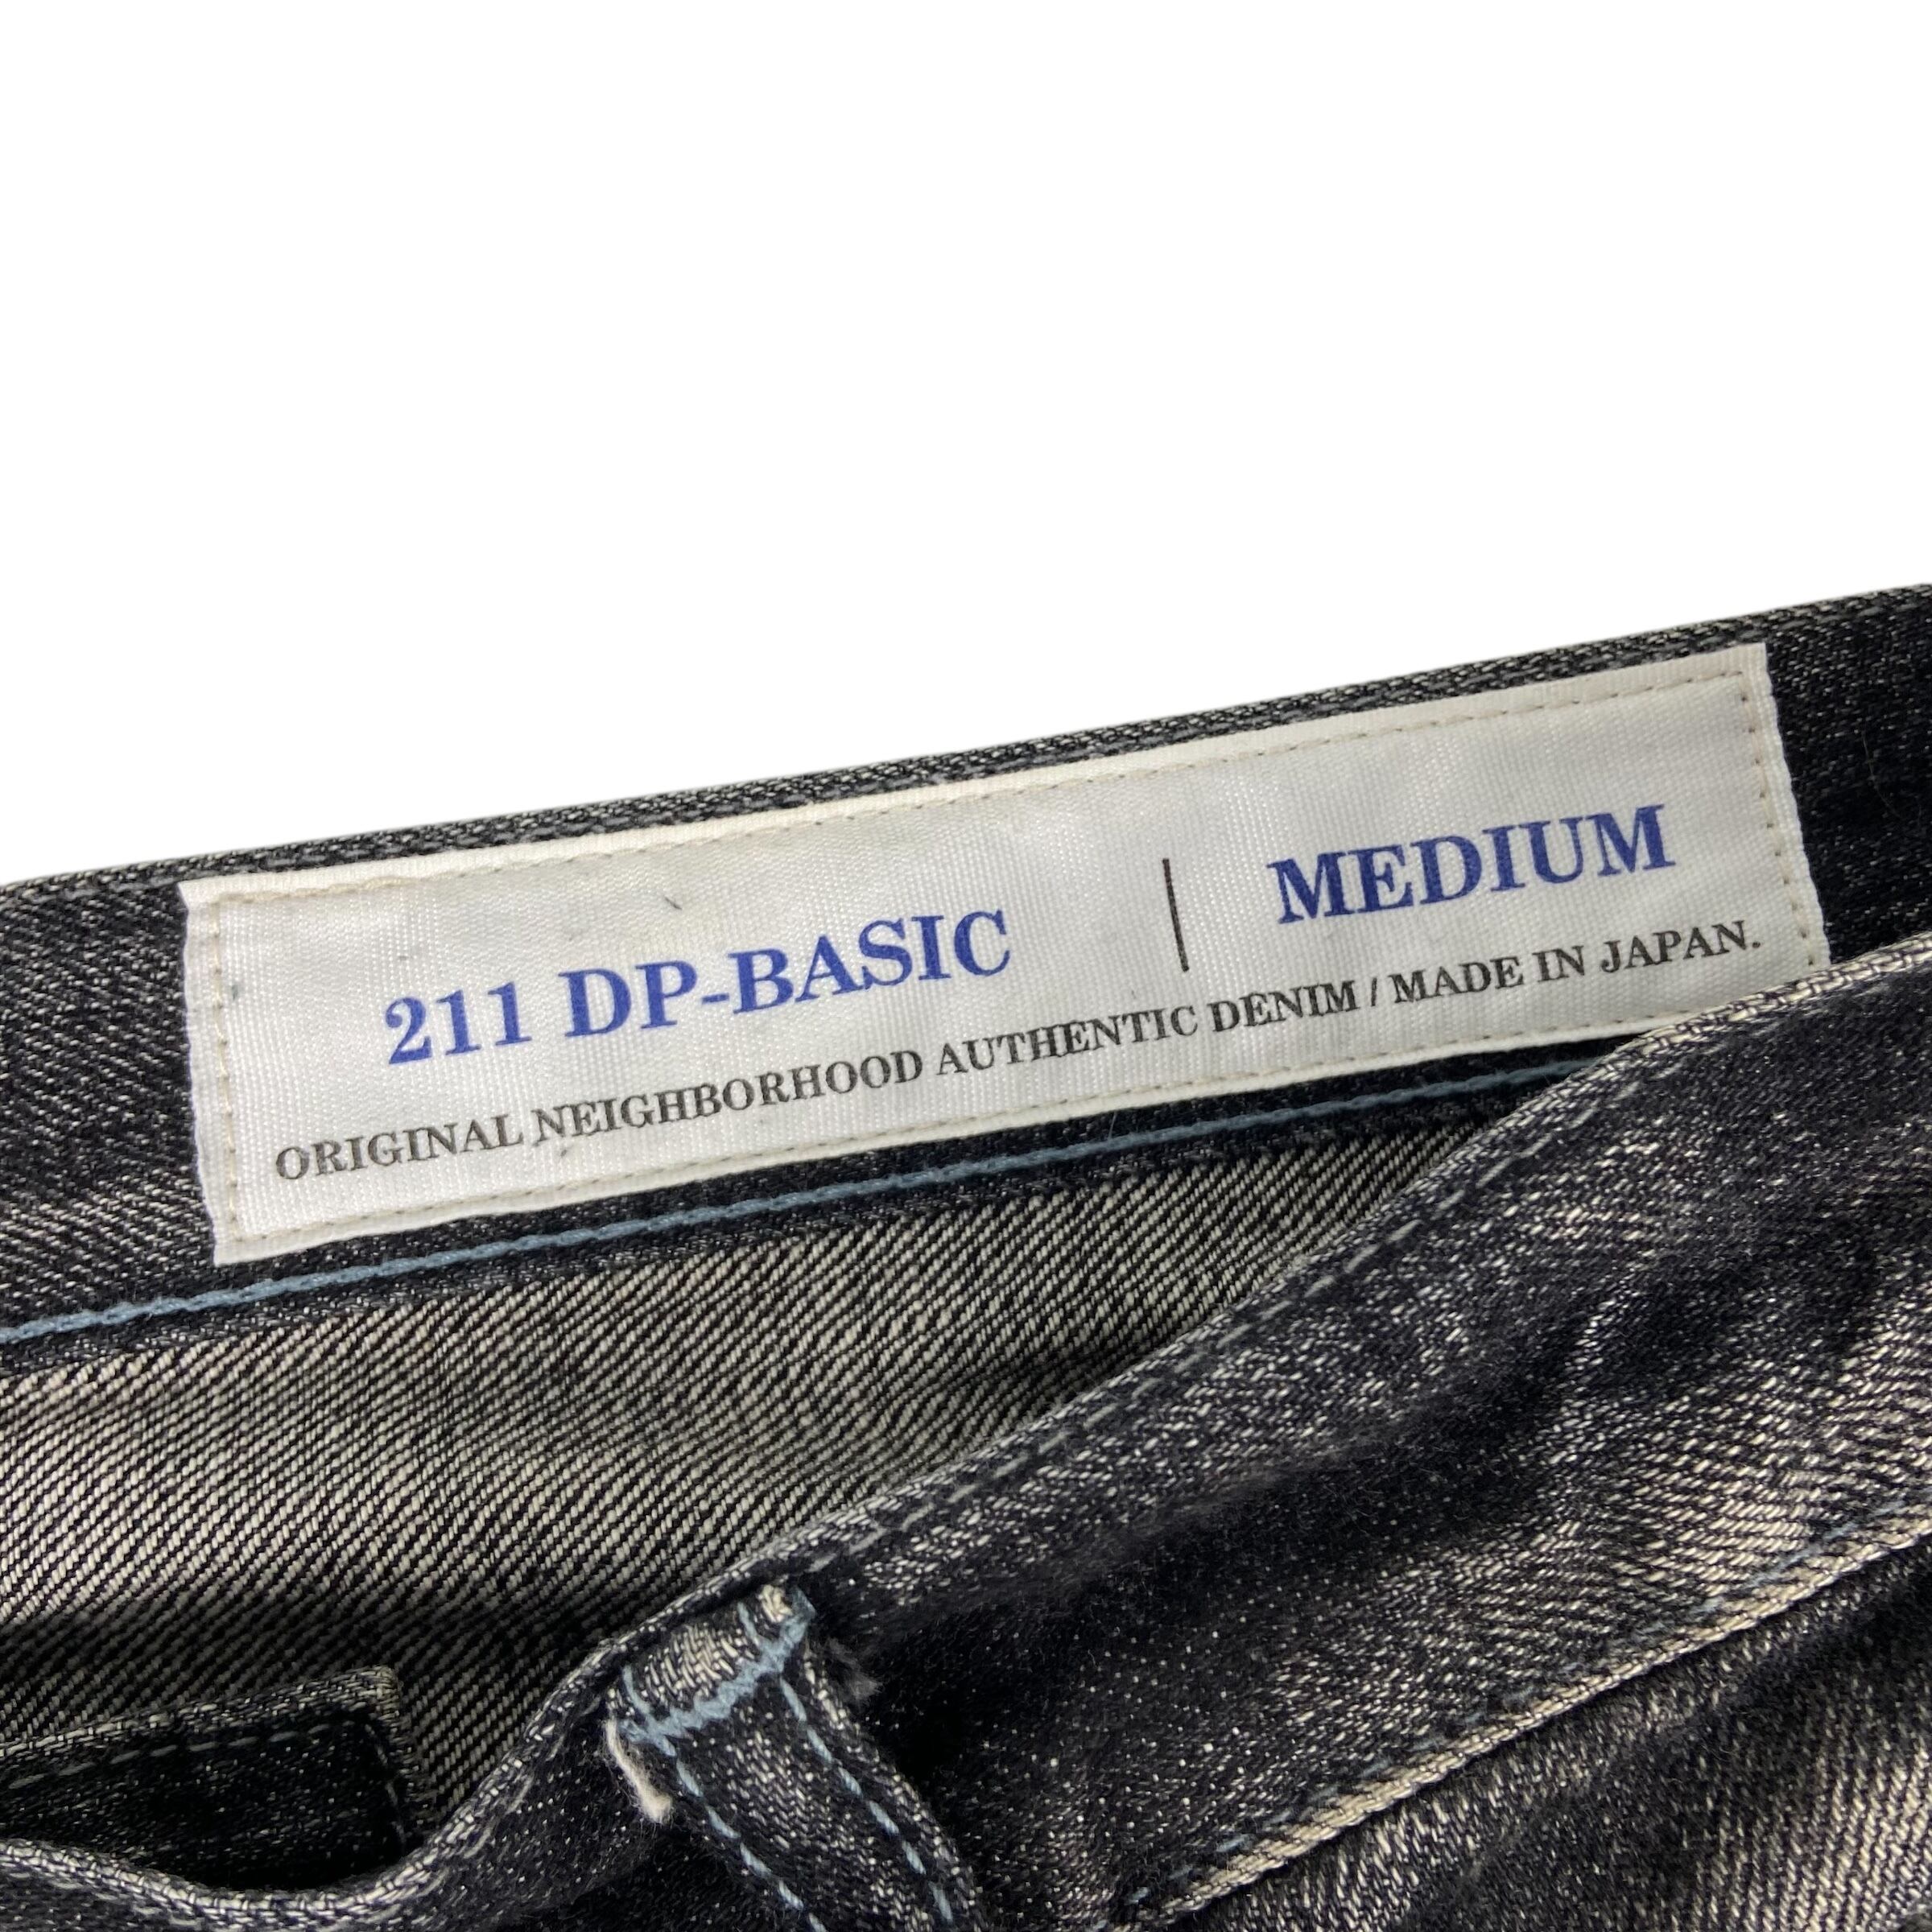 211 DP-BASIC | MEDIUM
ORIGINAL NEIGHBORHOOD AUTHENTIC DENIM / MADE IN JAPAN.